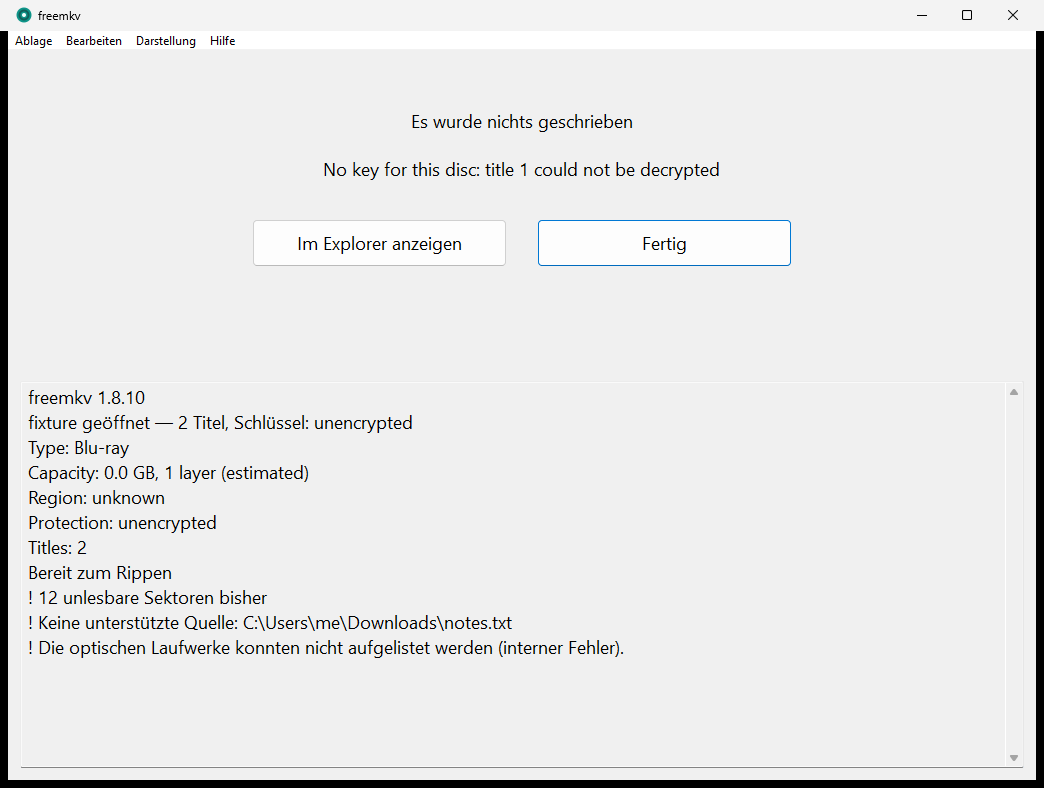 freemkv
Ablage Bearbeiten Darstellung Hilfe
Es wurde nichts geschrieben
No key for this disc: title 1 could not be decrypted
Im Explorer anzeigen Fertig
freemkv 1.8.10
fixture geöffnet — 2 Titel, Schlüssel: unencrypted
Type: Blu-ray
Capacity: 0.0 GB, 1 layer (estimated)
Region: unknown
Protection: unencrypted
Titles: 2
Bereit zum Rippen
! 12 unlesbare Sektoren bisher
! Keine unterstützte Quelle: C:\Users\me\Downloads\notes.txt
! Die optischen Laufwerke konnten nicht aufgelistet werden (interner Fehler).